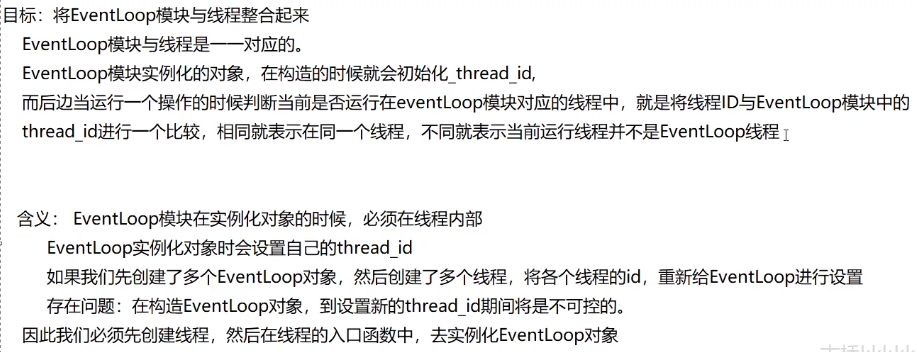 目标：将EventLoop模块与线程整合起来
EventLoop模块与线程是一一对应的。
EventLoop模块实例化的对象，在构造的时候就会初始化_thread_id,
而后边当运行一个操作的时候判断当前是否运行在eventLoop模块对应的线程中，就是将线程ID与EventLoop模块中的
thread_id进行一个比较，相同就表示在同一个线程，不同就表示当前运行线程并不是EventLoop线程
含义： EventLoop模块在实例化对象的时候，必须在线程内部
EventLoop实例化对象时会设置自己的thread_id
如果我们先创建了多个EventLoop对象，然后创建了多个线程，将各个线程的id，重新给EventLoop进行设置
存在问题：在构造EventLoop对象，到设置新的thread_id期间将是不可控的。
因此我们必须先创建线程，然后在线程的入口函数中，去实例化EventLoop对象